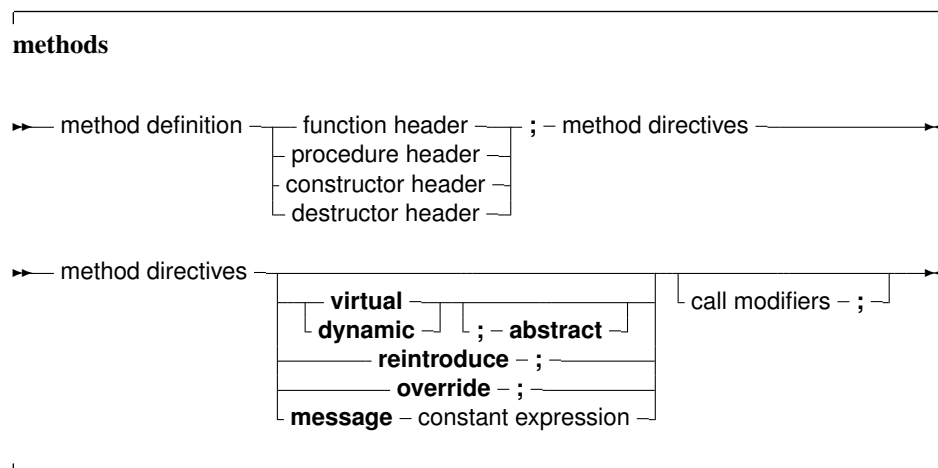 methods
method definition function header ; method directives
procedure header
constructor header
destructor header
method directives
virtual call modifiers ;
dynamic ; abstract
reintroduce ;
override ;
message constant expression